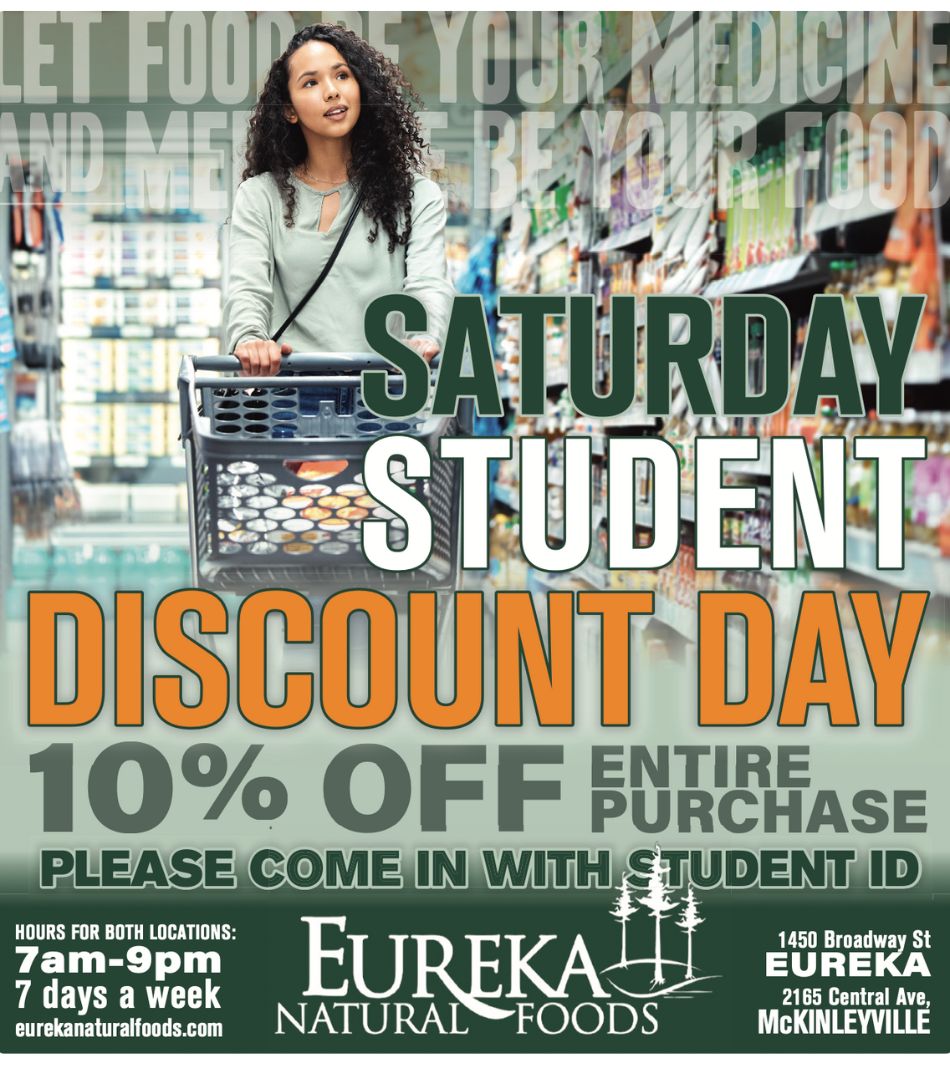 LET FOOD BE YOUR MEDICINE
AND ME BE YOUR FOOD
SATURDAY
STUDENT
DISCOUNT DAY
10% OFF ENTIRE
PURCHASE
PLEASE COME IN WITH STUDENT ID
HOURS FOR BOTH LOCATIONS:
7am-9pm
7 days a week
eurekanaturalfoods.com
EUREKA
NATURAL FOODS
1450 Broadway St
EUREKA
2165 Central Ave,
McKINLEYVILLE